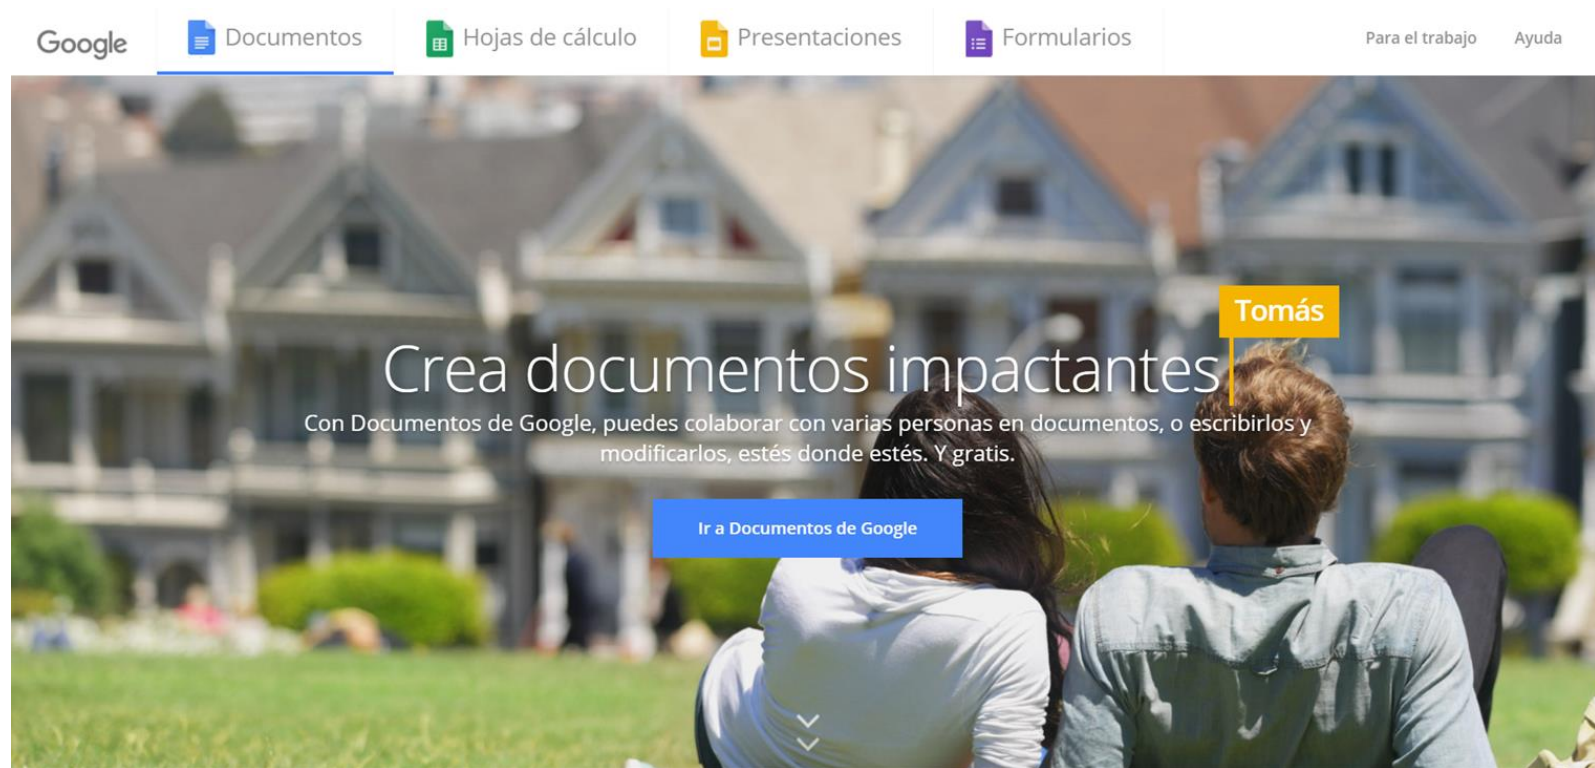 Google
Documentos
Hojas de cálculo
Presentaciones
Formularios
Para el trabajo
Ayuda
Tomás
Crea documentos impactantes
Con Documentos de Google, puedes colaborar con varias personas en documentos, o escribirlos y
modificarlos, estés donde estés. Y gratis.
Ir a Documentos de Google